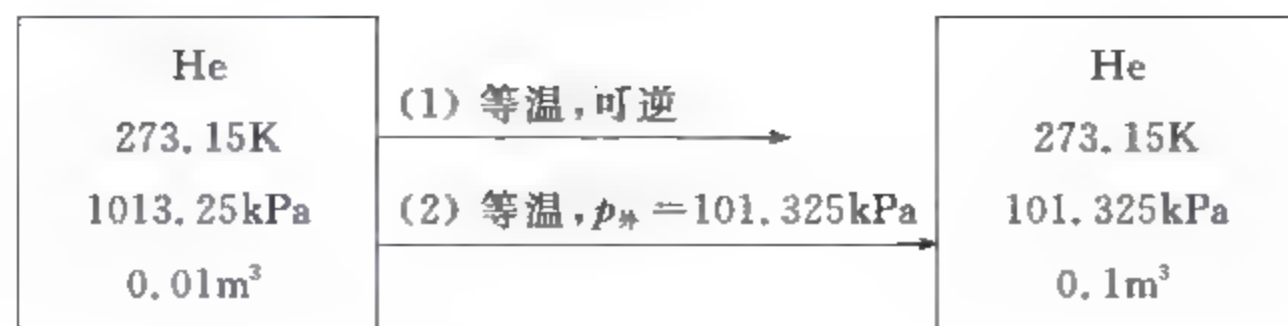 He
273.15K
1013.25kPa
0.01m³
(1) 等温,可逆
(2) 等温,p外=101.325kPa
He
273.15K
101.325kPa
0.1m³